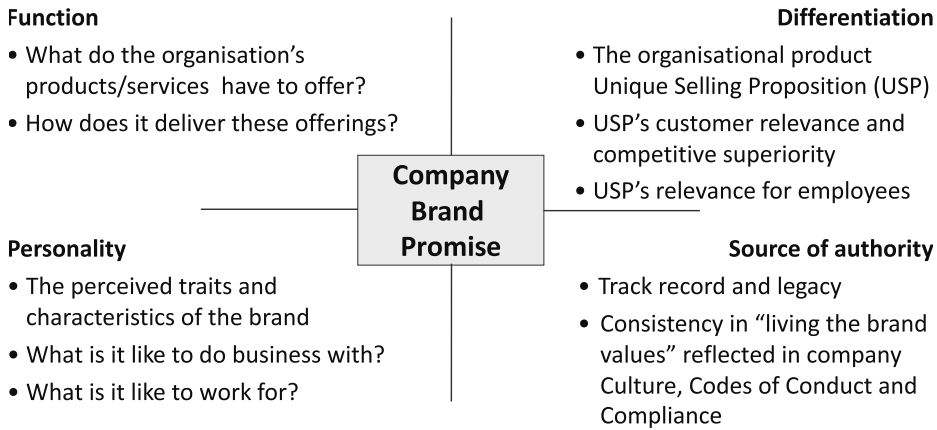 Function
• What do the organisation’s
products/services have to offer?
• How does it deliver these offerings?
Differentiation
• The organisational product
Unique Selling Proposition (USP)
• USP’s customer relevance and
competitive superiority
• USP’s relevance for employees
Company
Brand
Promise
Personality
• The perceived traits and
characteristics of the brand
• What is it like to do business with?
• What is it like to work for?
Source of authority
• Track record and legacy
• Consistency in “living the brand
values” reflected in company
Culture, Codes of Conduct and
Compliance